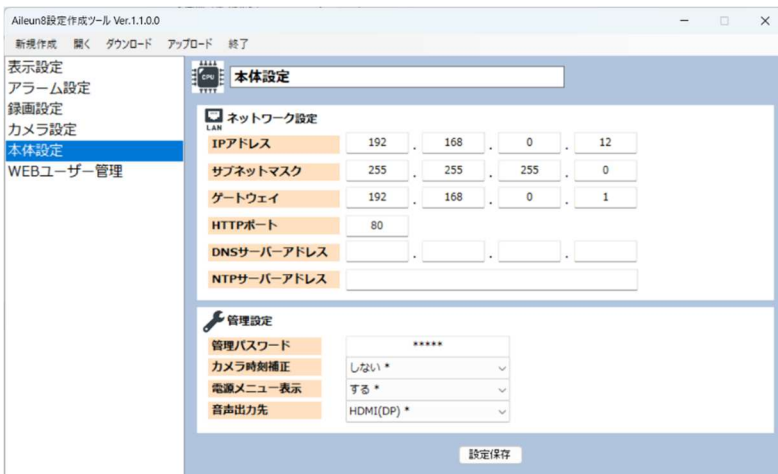 Aileun8設定作成ツール Ver.1.1.0.0
新規作成 開く ダウンロード アップロード 終了
表示設定
アラーム設定
録画設定
カメラ設定
本体設定
WEBユーザー管理
CPU 本体設定
LAN ネットワーク設定
IPアドレス 192 . 168 . 0 . 12
サブネットマスク 255 . 255 . 255 . 0
ゲートウェイ 192 . 168 . 0 . 1
HTTPポート 80
DNSサーバーアドレス . . .
NTPサーバーアドレス
管理設定
管理パスワード *****
カメラ時刻補正 しない *
電源メニュー表示 する *
音声出力先 HDMI(DP) *
設定保存